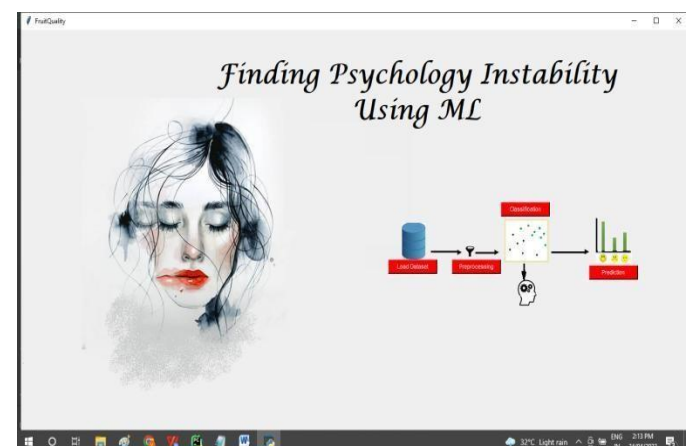 FruitQuality
Finding Psychology Instability
Using ML
Classification
Load Dataset
Preprocessing
Prediction
32°C Light rain
ENG
2:13 PM